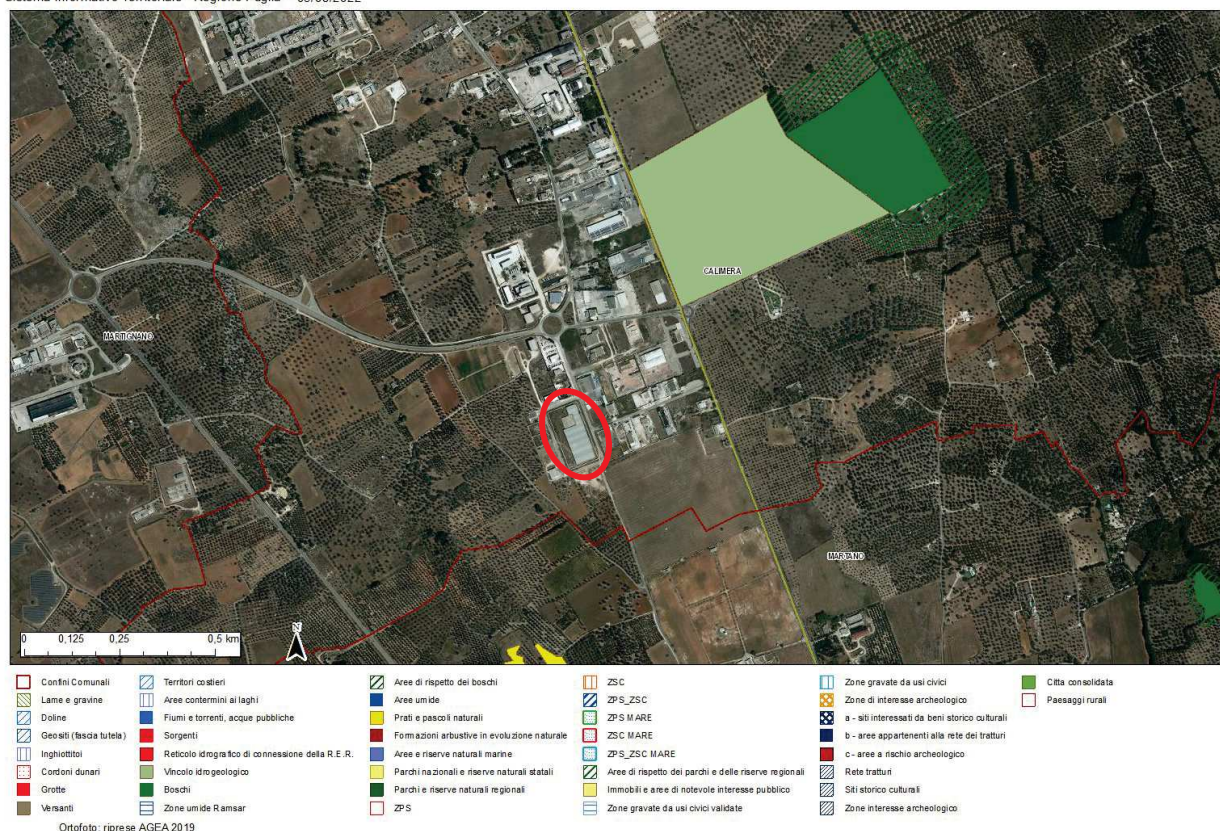 Sistema Informativo Territoriale - Regione Puglia
CALIMERA
MARTIGNANO
MARTANO
0 0,125 0,25 0,5 km
N
Confini Comunali
Lame e gravine
Doline
Geositi (fascia tutela)
Inghiottitoi
Cordoni dunari
Grotte
Versanti
Territori costieri
Aree contermini ai laghi
Fiumi e torrenti, acque pubbliche
Sorgenti
Reticolo idrografico di connessione della R.E.R.
Vincolo idrogeologico
Boschi
Zone umide Ramsar
Aree di rispetto dei boschi
Aree umide
Prati e pascoli naturali
Formazioni arbustive in evoluzione naturale
Aree e riserve naturali marine
Parchi nazionali e riserve naturali statali
Parchi e riserve naturali regionali
ZPS
ZSC
ZPS_ZSC
ZPS MARE
ZSC MARE
ZPS_ZSC MARE
Aree di rispetto dei parchi e delle riserve regionali
Immobili e aree di notevole interesse pubblico
Zone gravate da usi civici validate
Zone gravate da usi civici
Zone di interesse archeologico
a - siti interessati da beni storico culturali
b - aree appartenenti alla rete dei tratturi
c - aree a rischio archeologico
Rete tratturi
Siti storico culturali
Zone interesse archeologico
Citta consolidata
Paesaggi rurali
Ortofoto: riprese AGEA 2019